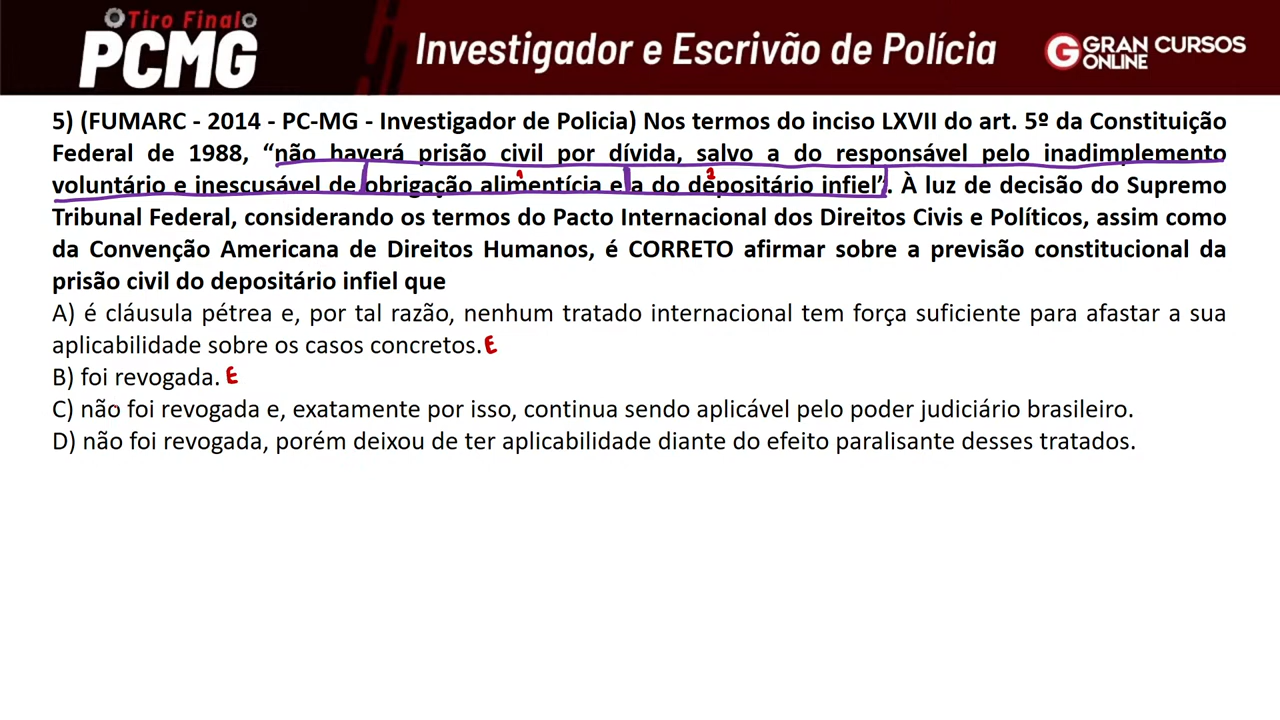 Tiro Final
PCMG
Investigador e Escrivão de Polícia
G GRAN CURSOS
ONLINE
5) (FUMARC - 2014 - PC-MG - Investigador de Policia) Nos termos do inciso LXVII do art. 5º da Constituição
Federal de 1988, “não haverá prisão civil por dívida, salvo a do responsável pelo inadimplemento
1 2
voluntário e inescusável de obrigação alimentícia e a do depositário infiel”. À luz de decisão do Supremo
Tribunal Federal, considerando os termos do Pacto Internacional dos Direitos Civis e Políticos, assim como
da Convenção Americana de Direitos Humanos, é CORRETO afirmar sobre a previsão constitucional da
prisão civil do depositário infiel que
A) é cláusula pétrea e, por tal razão, nenhum tratado internacional tem força suficiente para afastar a sua
aplicabilidade sobre os casos concretos. E
B) foi revogada. E
C) não foi revogada e, exatamente por isso, continua sendo aplicável pelo poder judiciário brasileiro.
D) não foi revogada, porém deixou de ter aplicabilidade diante do efeito paralisante desses tratados.